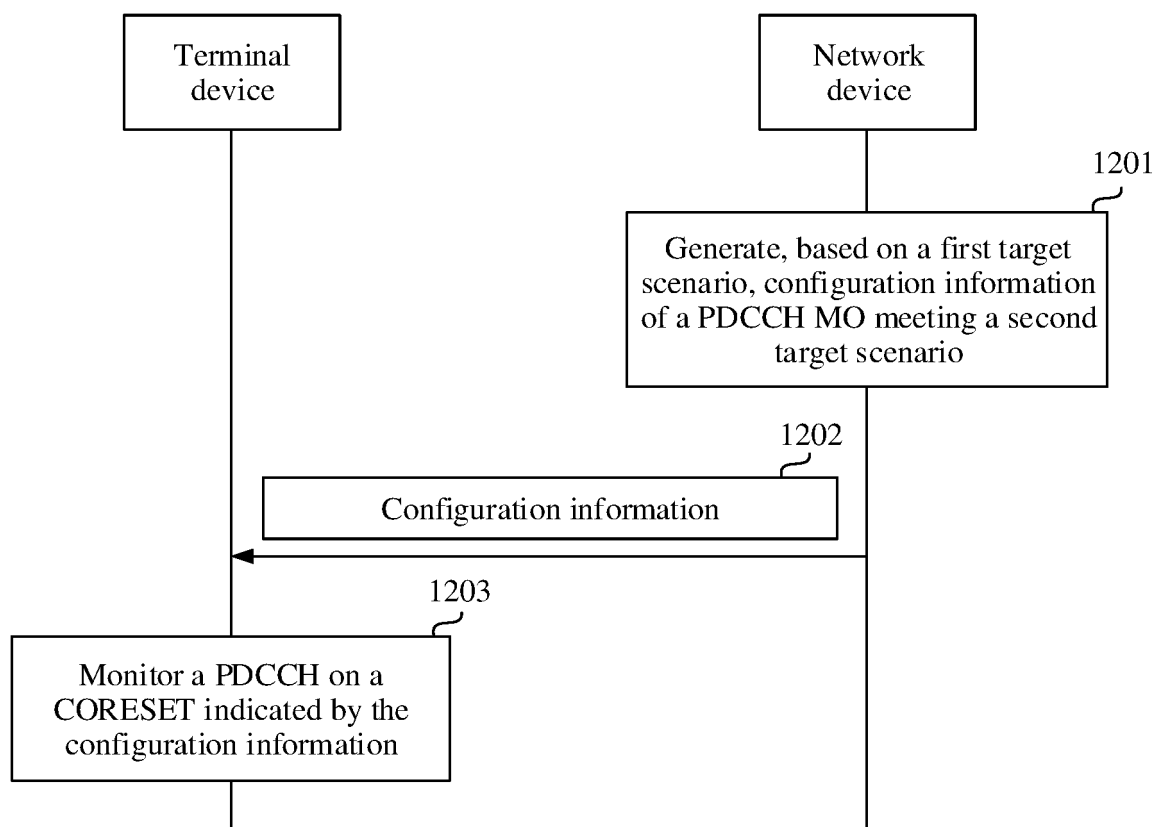 Terminal
device
Network
device
1201
Generate, based on a first target
scenario, configuration information
of a PDCCH MO meeting a second
target scenario
1202
Configuration information
1203
Monitor a PDCCH on a
CORESET indicated by the
configuration information